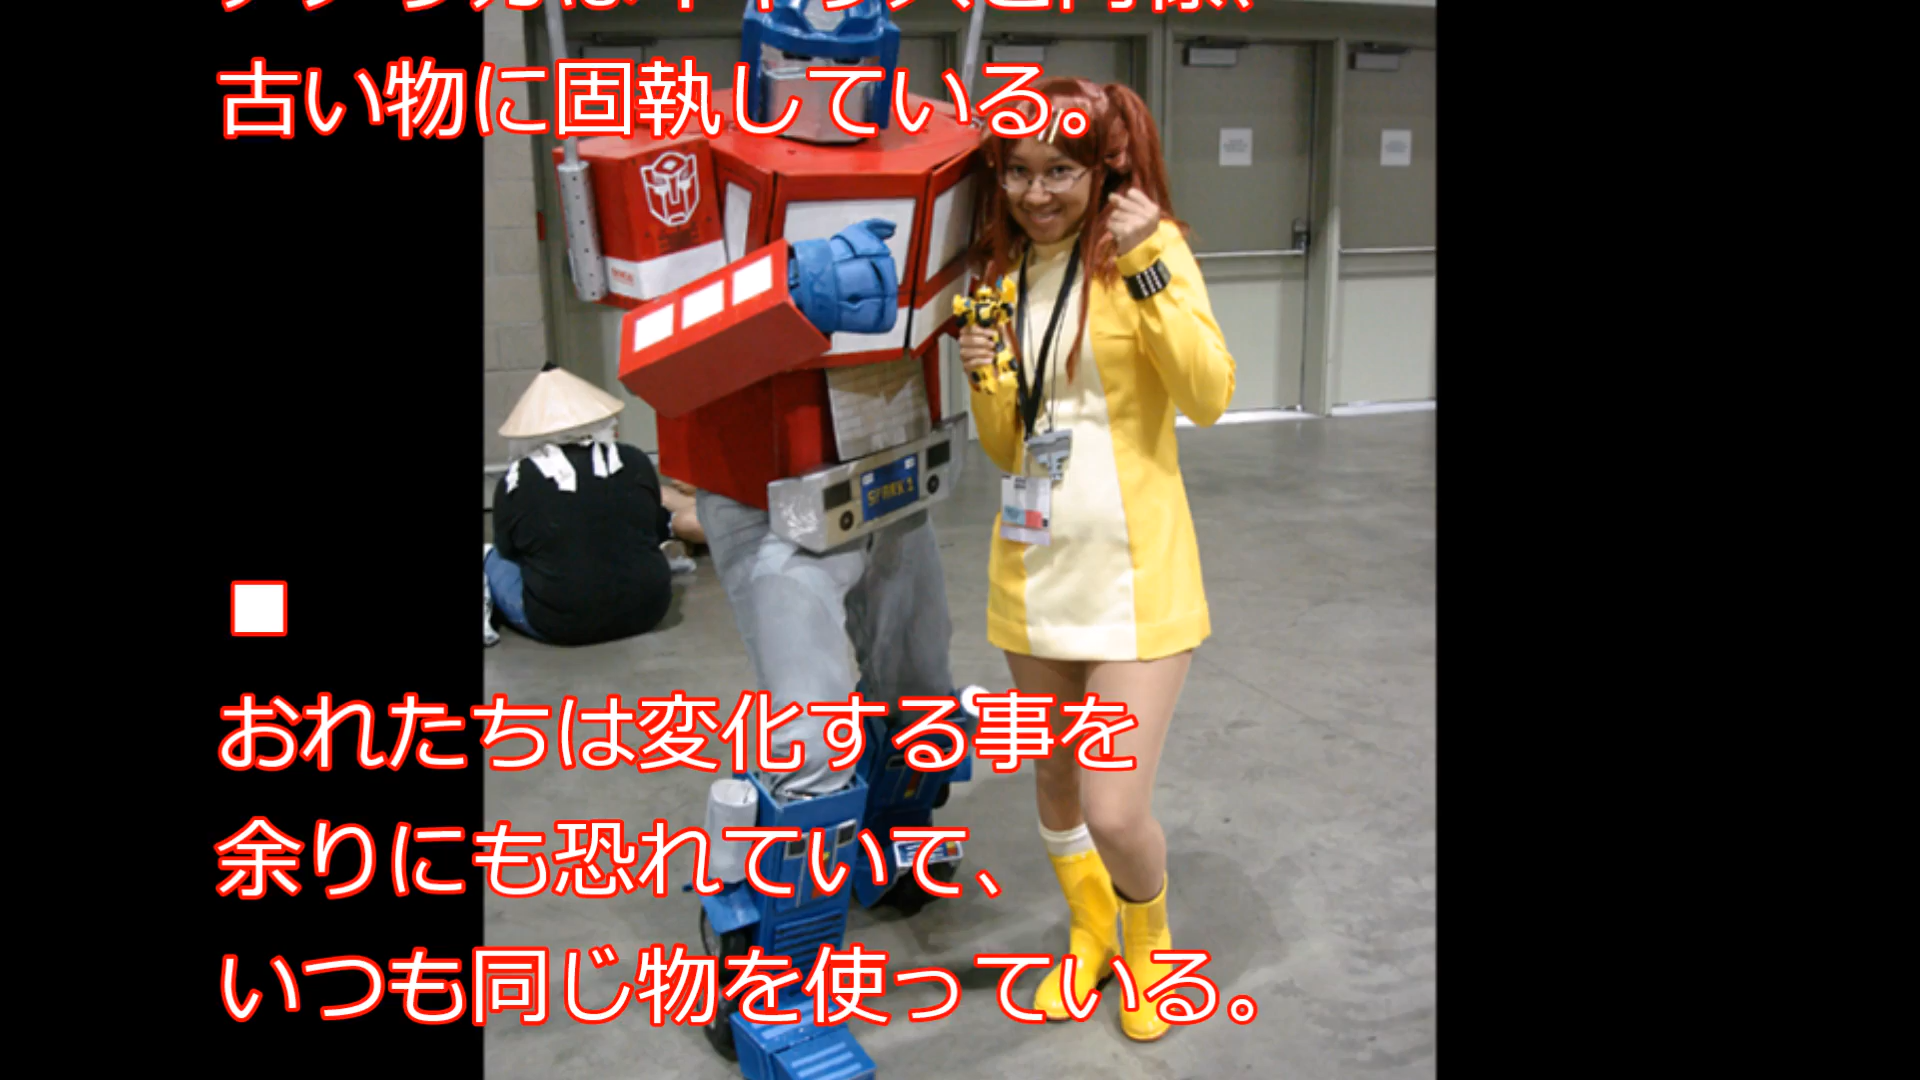 古い物に固執している。
■
おれたちは変化する事を
余りにも恐れていて、
いつも同じ物を使っている。
SPARK 1